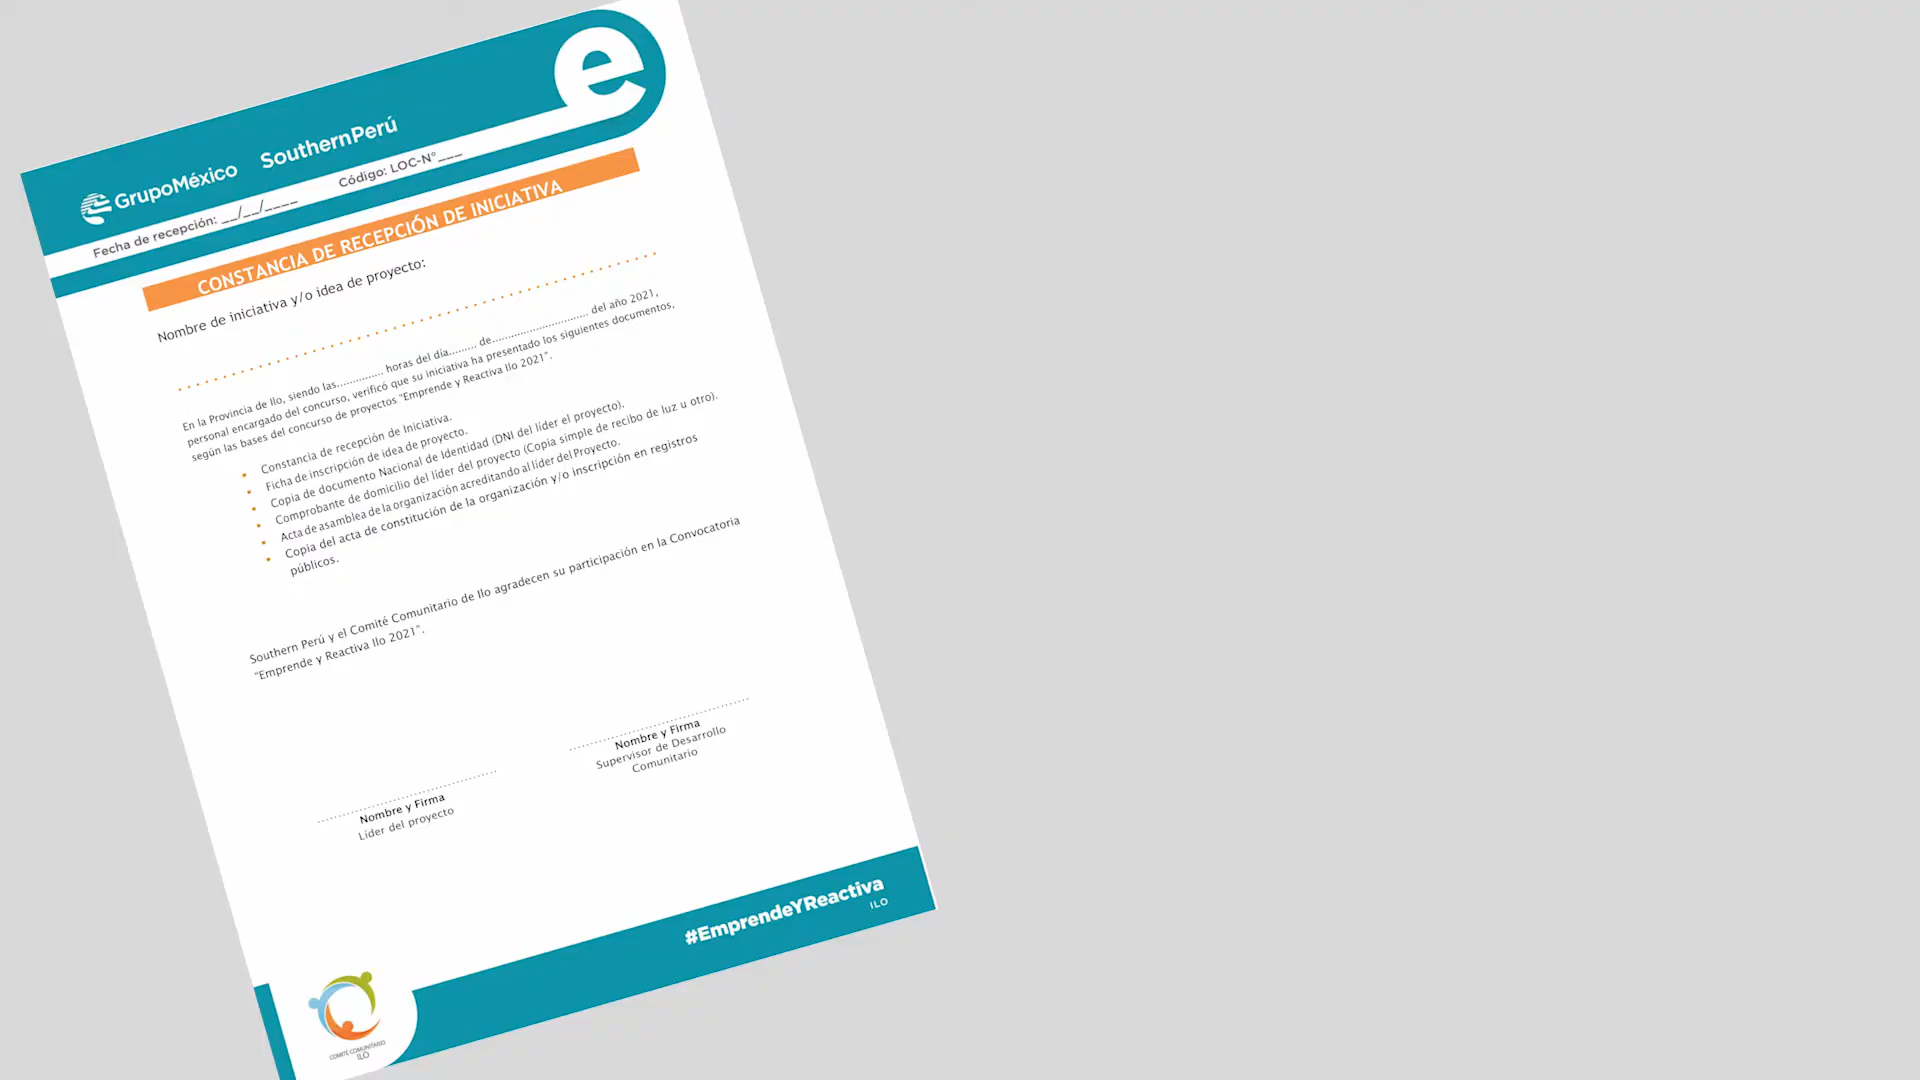 e
GrupoMéxico SouthernPerú
Fecha de recepción: __/__/____ Código: LOC-N°___
CONSTANCIA DE RECEPCIÓN DE INICIATIVA
Nombre de iniciativa y/o idea de proyecto:
En la Provincia de Ilo, siendo las.............. horas del día........, de............................. del año 2021,
personal encargado del concurso, verificó que su iniciativa ha presentado los siguientes documentos,
según las bases del concurso de proyectos "Emprende y Reactiva Ilo 2021".
• Constancia de recepción de Iniciativa.
• Ficha de inscripción de idea de proyecto.
• Copia de documento Nacional de Identidad (DNI del líder el proyecto).
• Comprobante de domicilio del líder del proyecto (Copia simple de recibo de luz u otro).
• Acta de asamblea de la organización acreditando al líder del Proyecto.
• Copia del acta de constitución de la organización y/o inscripción en registros
públicos.
Southern Perú y el Comité Comunitario de Ilo agradecen su participación en la Convocatoria
"Emprende y Reactiva Ilo 2021".
Nombre y Firma
Líder del proyecto
Nombre y Firma
Supervisor de Desarrollo
Comunitario
#EmprendeYReactiva
ILO
COMITÉ COMUNITARIO
ILO